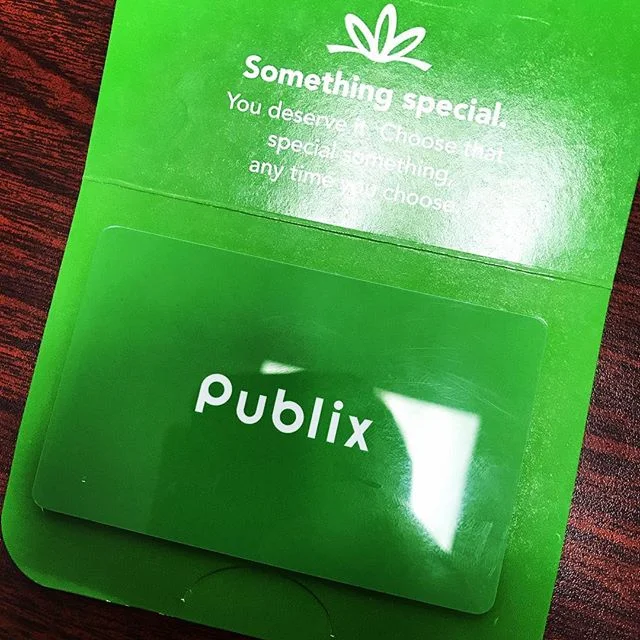 Something special.
You deserve it. Choose that
special something,
any time you choose.
Publix